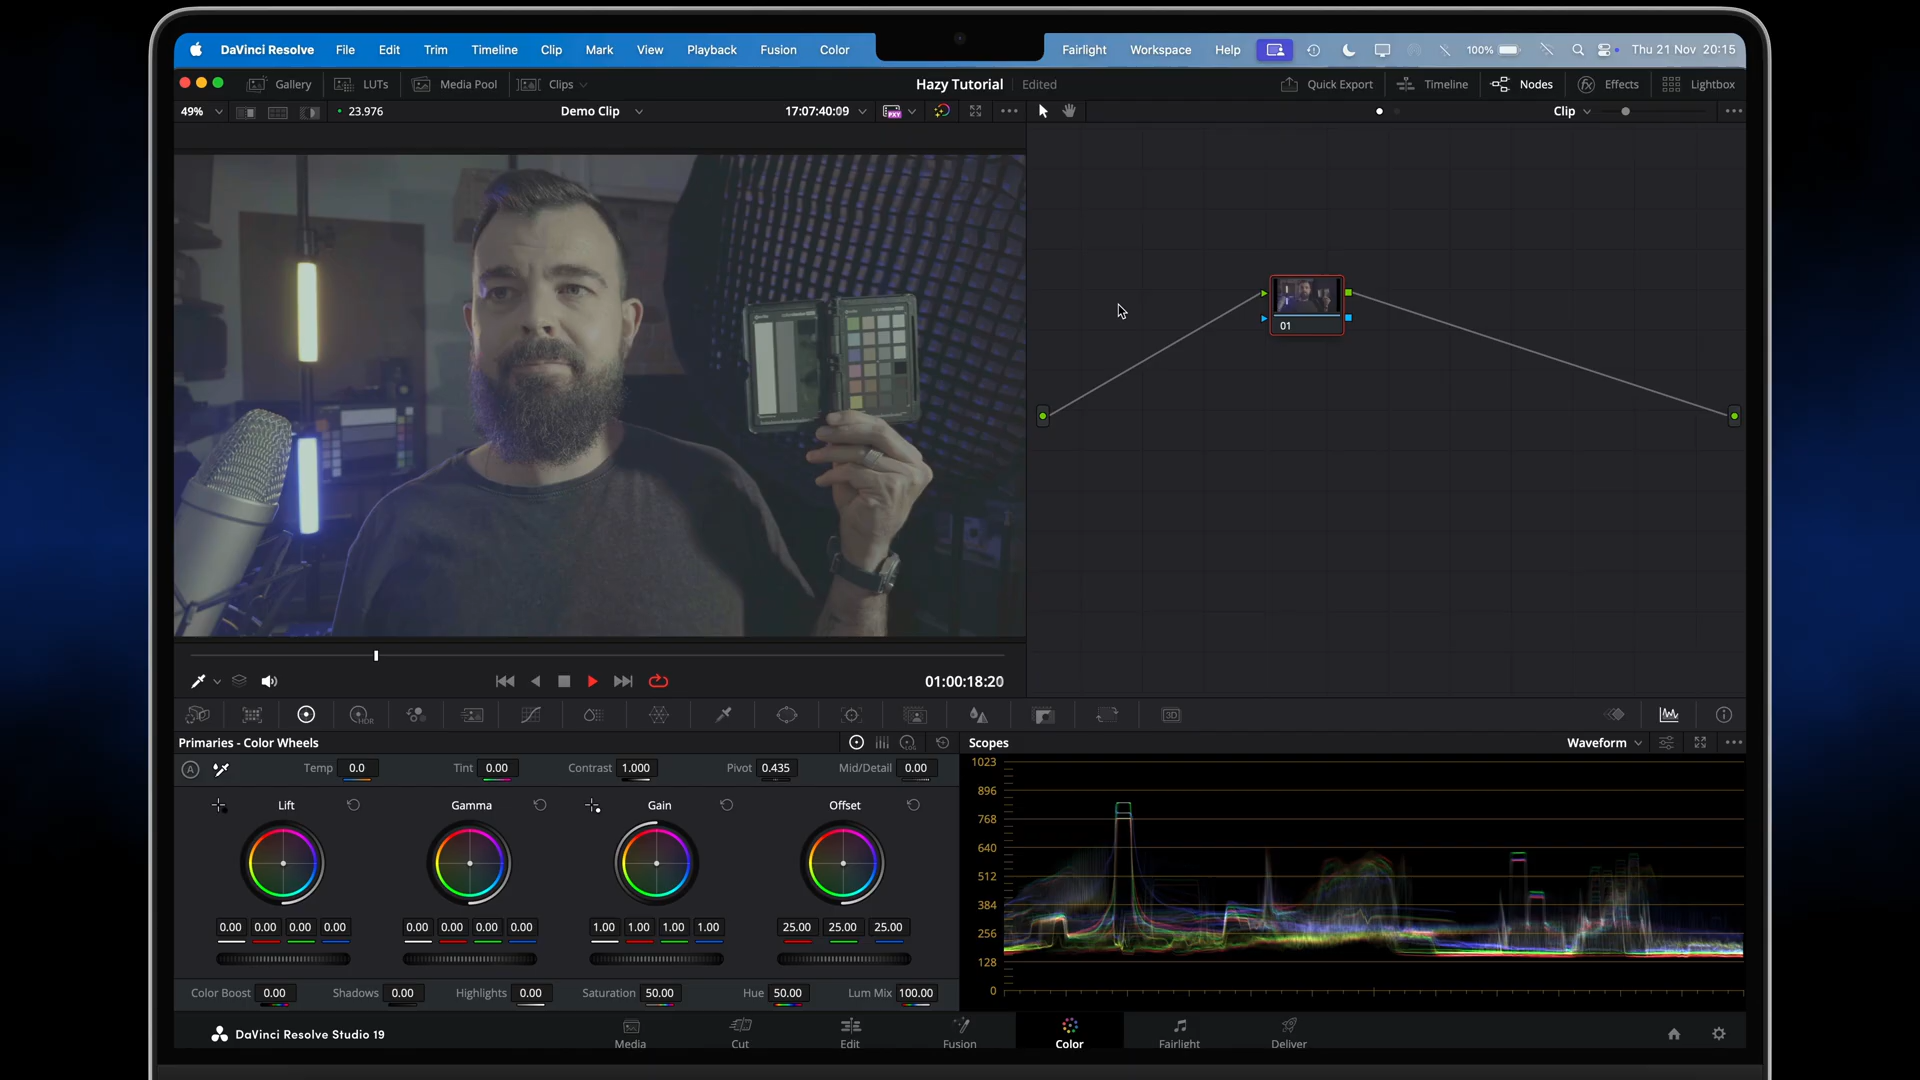 DaVinci Resolve File Edit Trim Timeline Clip Mark View Playback Fusion Color Fairlight Workspace Help 100% Thu 21 Nov 20:15
Gallery LUTs Media Pool Clips Hazy Tutorial Edited Quick Export Timeline Nodes Effects Lightbox
49% 23.976 Demo Clip 17:07:40:09 PXY Clip
01
01:00:18:20
HDR
3D
Primaries - Color Wheels
Scopes
Waveform
A Temp 0.0 Tint 0.00 Contrast 1.000 Pivot 0.435 Mid/Detail 0.00
Lift Gamma Gain Offset
0.00 0.00 0.00 0.00 0.00 0.00 0.00 0.00 1.00 1.00 1.00 1.00 25.00 25.00 25.00
Color Boost 0.00 Shadows 0.00 Highlights 0.00 Saturation 50.00 Hue 50.00 Lum Mix 100.00
1023
896
768
640
512
384
256
128
0
DaVinci Resolve Studio 19
Media Cut Edit Fusion Color Fairlight Deliver